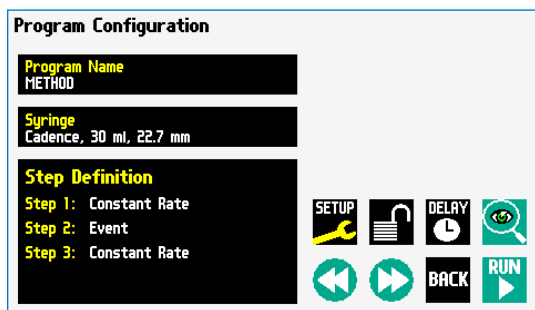 Program Configuration
Program Name
METHOD
Syringe
Cadence, 30 ml, 22.7 mm
Step Definition
Step 1: Constant Rate
Step 2: Event
Step 3: Constant Rate
SETUP
DELAY
BACK
RUN